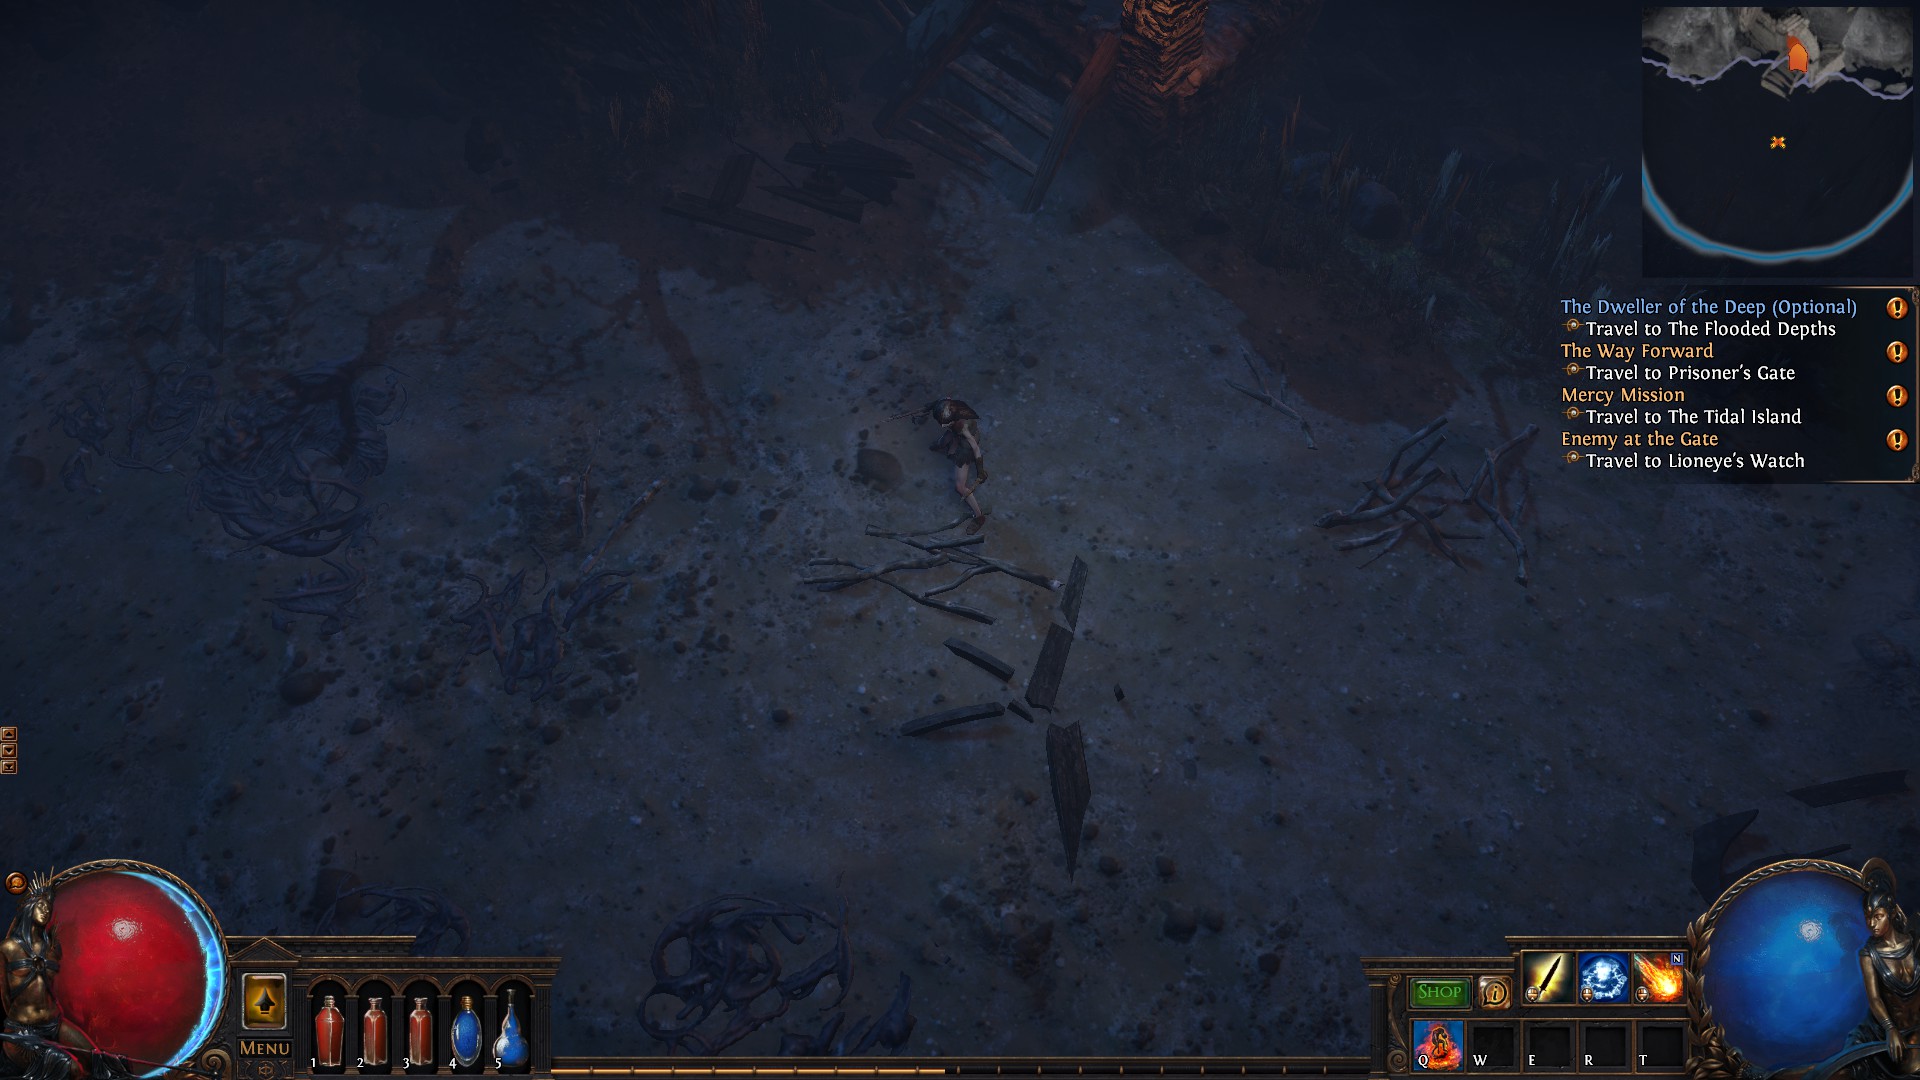 The Dweller of the Deep (Optional)
Travel to The Flooded Depths
The Way Forward
Travel to Prisoner's Gate
Mercy Mission
Travel to The Tidal Island
Enemy at the Gate
Travel to Lioneye's Watch
MENU
1 2 3 4 5
SHOP
N
Q W E R T